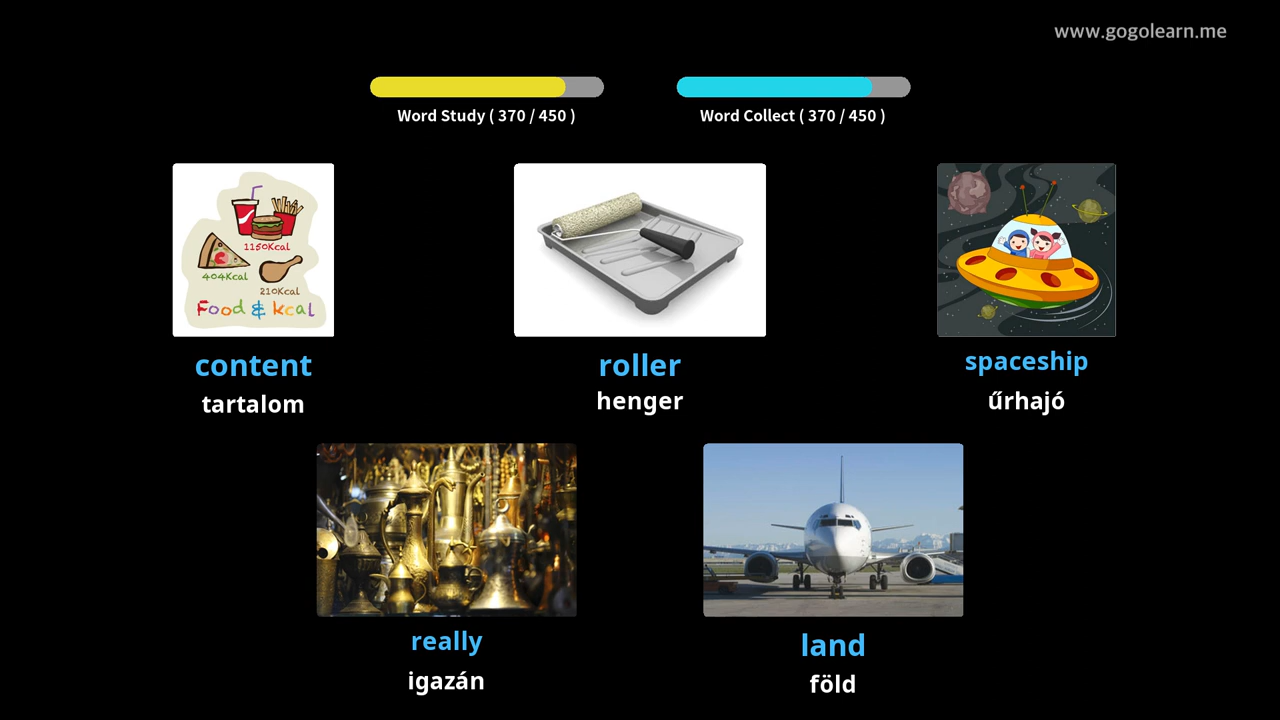 www.gogolearn.me
Word Study ( 370 / 450 )
Word Collect ( 370 / 450 )
1150Kcal
404Kcal
210Kcal
Food & kcal
content
tartalom
roller
henger
spaceship
űrhajó
really
igazán
land
föld